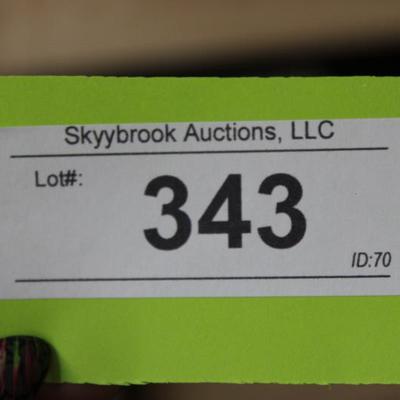 Skyybrook Auctions, LLC
Lot#:
343
ID:70